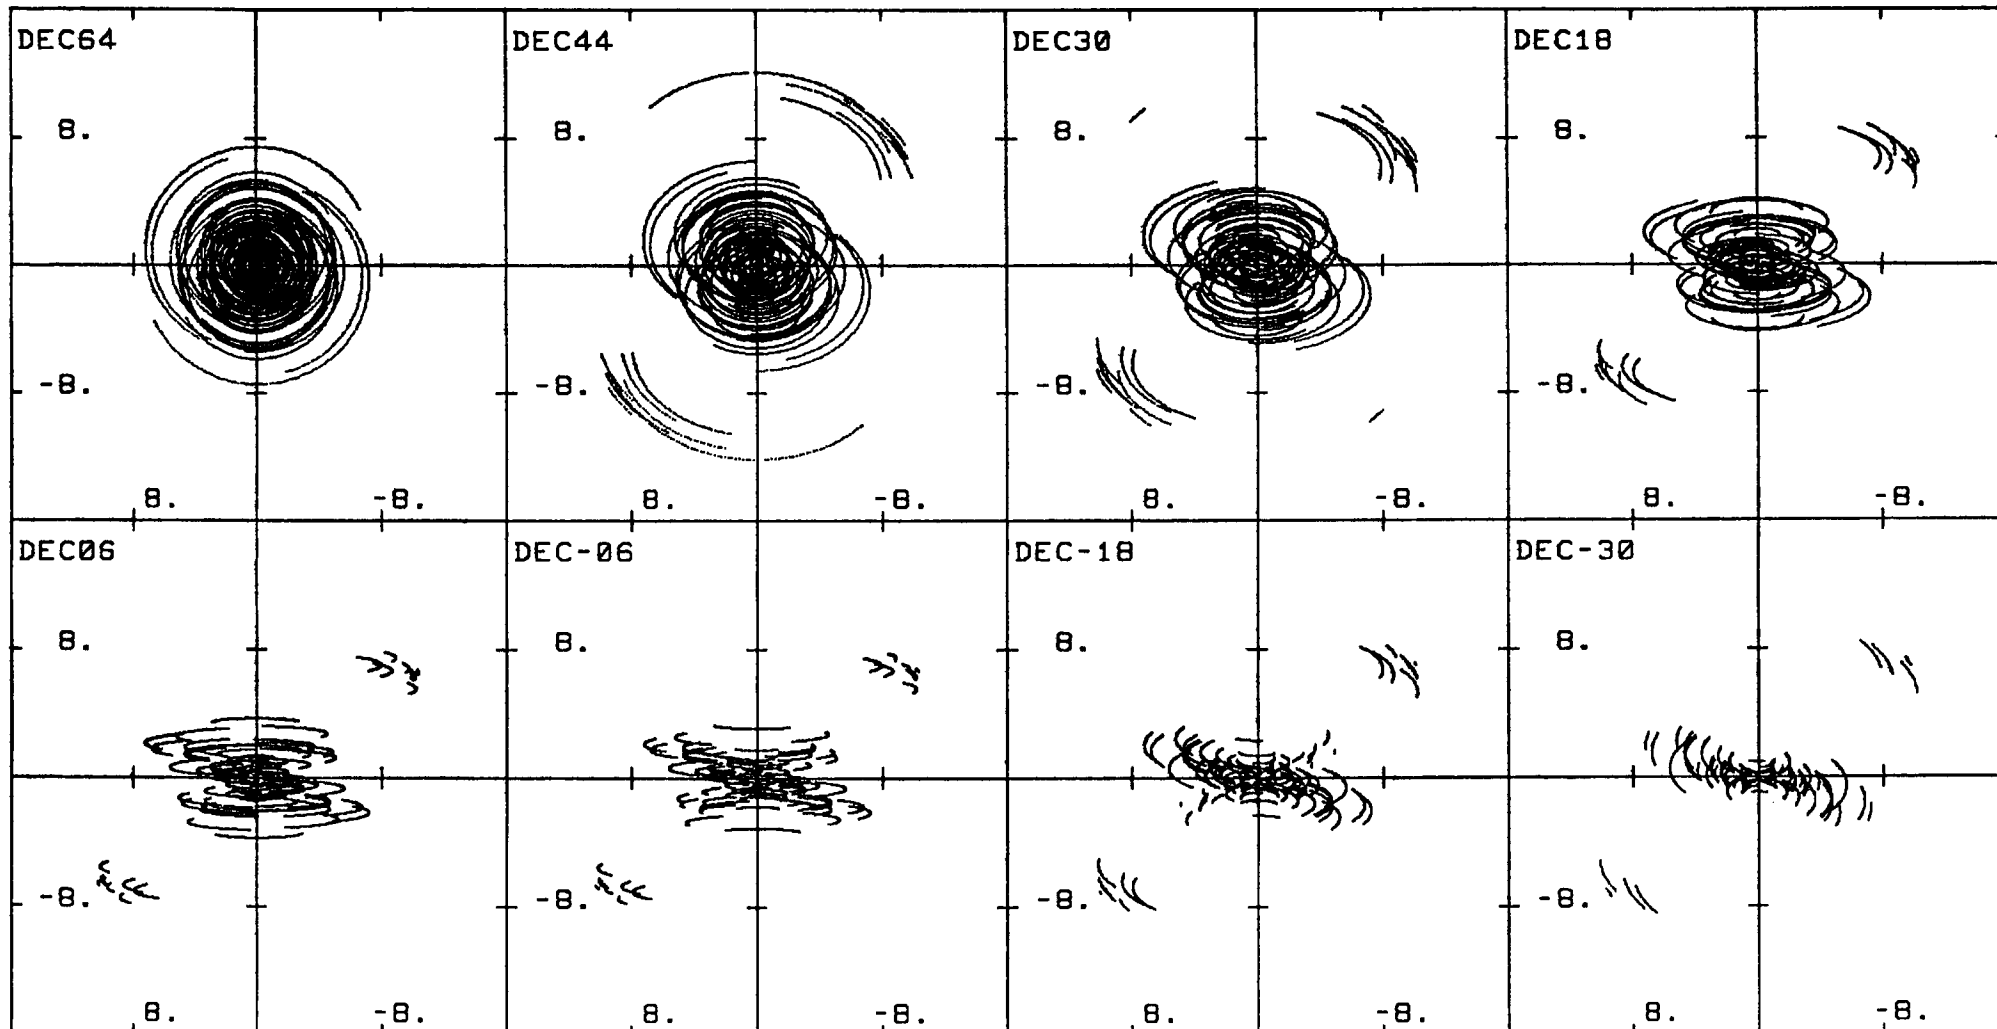 DEC64 DEC44 DEC30 DEC18
8. 8. 8. 8.
-8. -8. -8. -8.
8. -8. 8. -8. 8. -8. 8. -8.
DEC06 DEC-06 DEC-18 DEC-30
8. 8. 8. 8.
-8. -8. -8. -8.
8. -8. 8. -8. 8. -8. 8. -8.